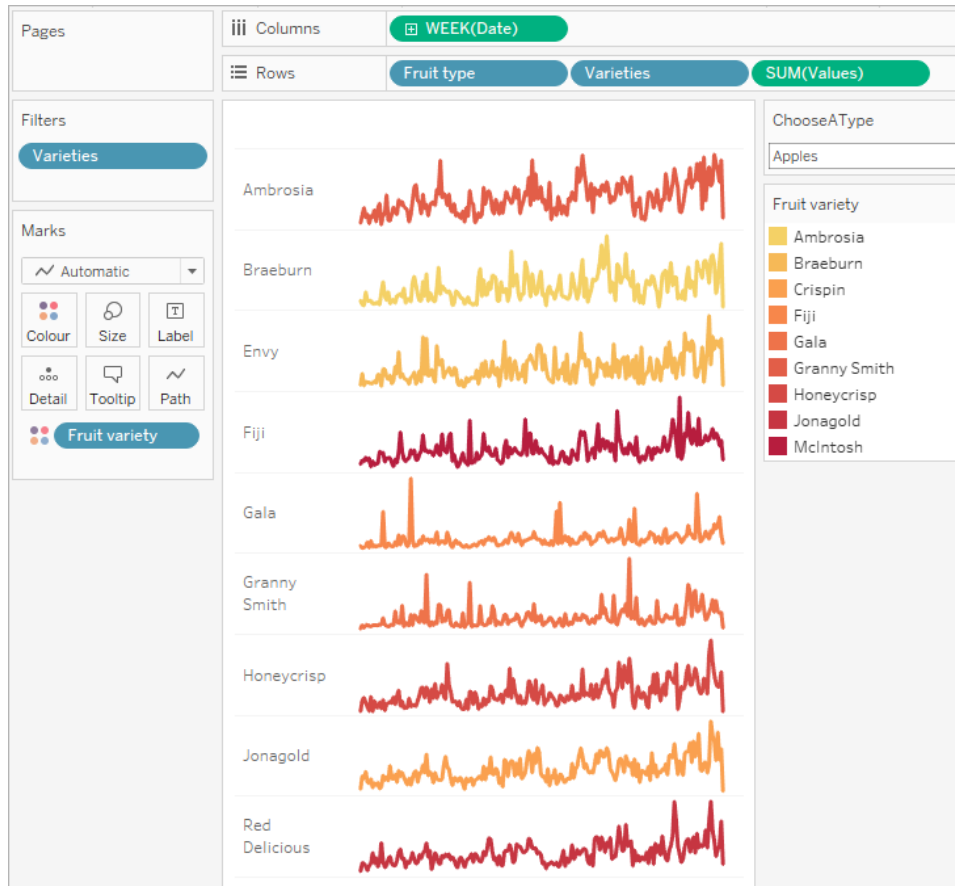 Pages
Columns
WEEK(Date)
Rows
Fruit type
Varieties
SUM(Values)
Filters
Varieties
Marks
Automatic
Colour
Size
T
Label
Detail
Tooltip
Path
Fruit variety
Ambrosia
Braeburn
Envy
Fiji
Gala
Granny
Smith
Honeycrisp
Jonagold
Red
Delicious
ChooseAType
Apples
Fruit variety
Ambrosia
Braeburn
Crispin
Fiji
Gala
Granny Smith
Honeycrisp
Jonagold
McIntosh